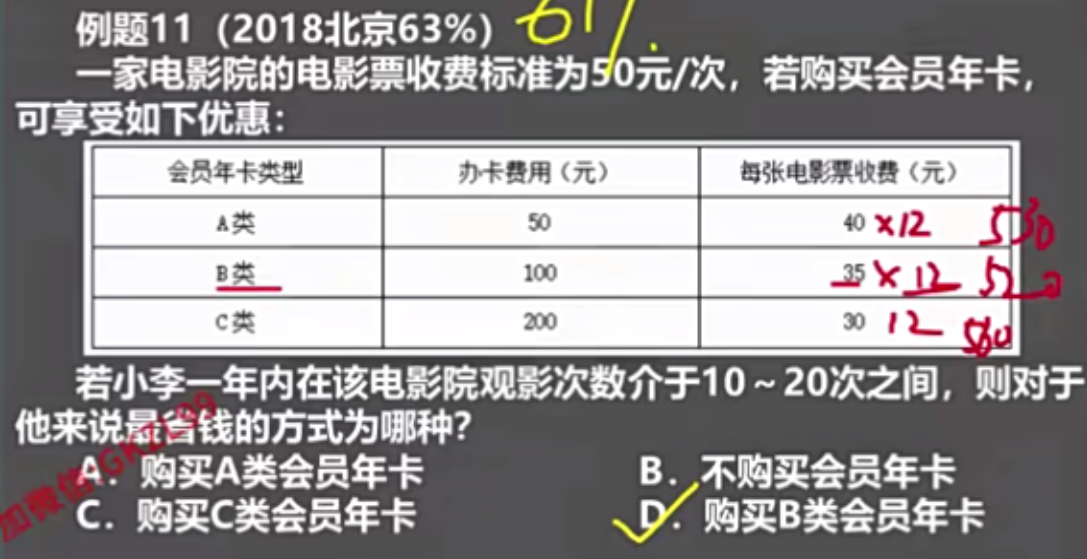 例题11（2018北京63%） 61%.
一家电影院的电影票收费标准为50元/次，若购买会员年卡，
可享受如下优惠：
会员年卡类型 办卡费用（元） 每张电影票收费（元）
A类 50 40 ×12 530
B类 100 35 ×12 520
C类 200 30 12 560
若小李一年内在该电影院观影次数介于10～20次之间，则对于
他来说最省钱的方式为哪种？
A．购买A类会员年卡 B．不购买会员年卡
C．购买C类会员年卡 D．购买B类会员年卡
加微信:GKZL99